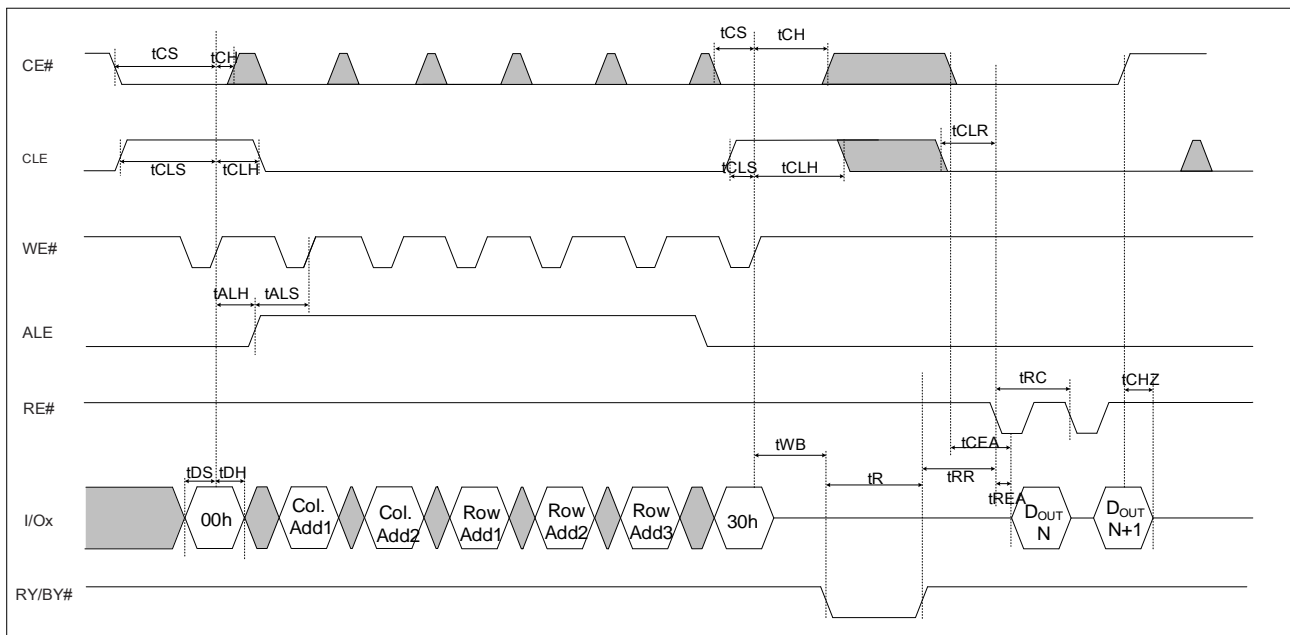 tCS
tCH
tCS
tCH
CE#
tCLR
CLE
tCLS
tCLH
tCLS
tCLH
WE#
tALH
tALS
ALE
tRC
tCHZ
RE#
tCEA
tWB
tDS
tDH
tR
tRR
tREA
I/Ox
00h
Col.
Add1
Col.
Add2
Row
Add1
Row
Add2
Row
Add3
30h
DOUT
N
DOUT
N+1
RY/BY#